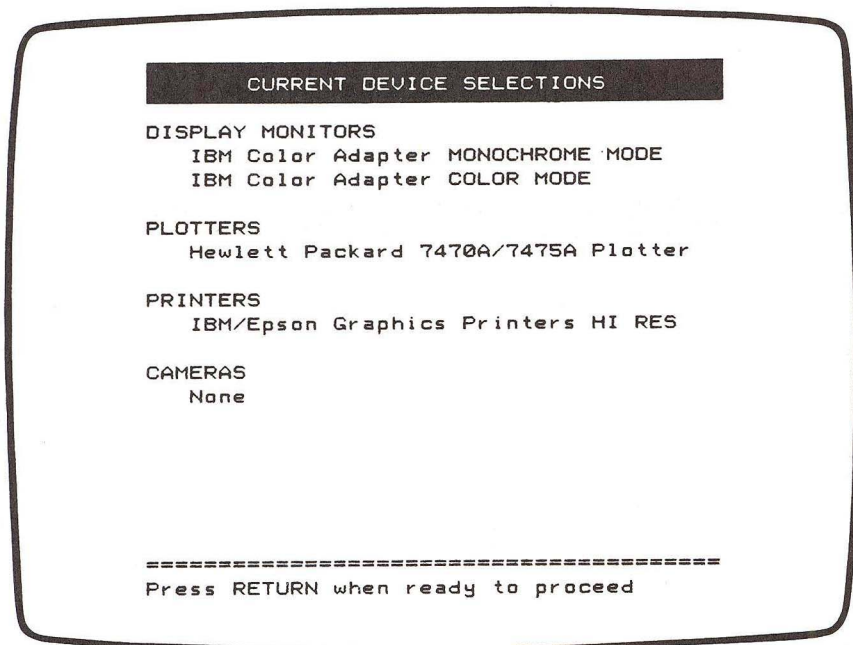 CURRENT DEVICE SELECTIONS
DISPLAY MONITORS
IBM Color Adapter MONOCHROME MODE
IBM Color Adapter COLOR MODE
PLOTTERS
Hewlett Packard 7470A/7475A Plotter
PRINTERS
IBM/Epson Graphics Printers HI RES
CAMERAS
None
========================================
Press RETURN when ready to proceed